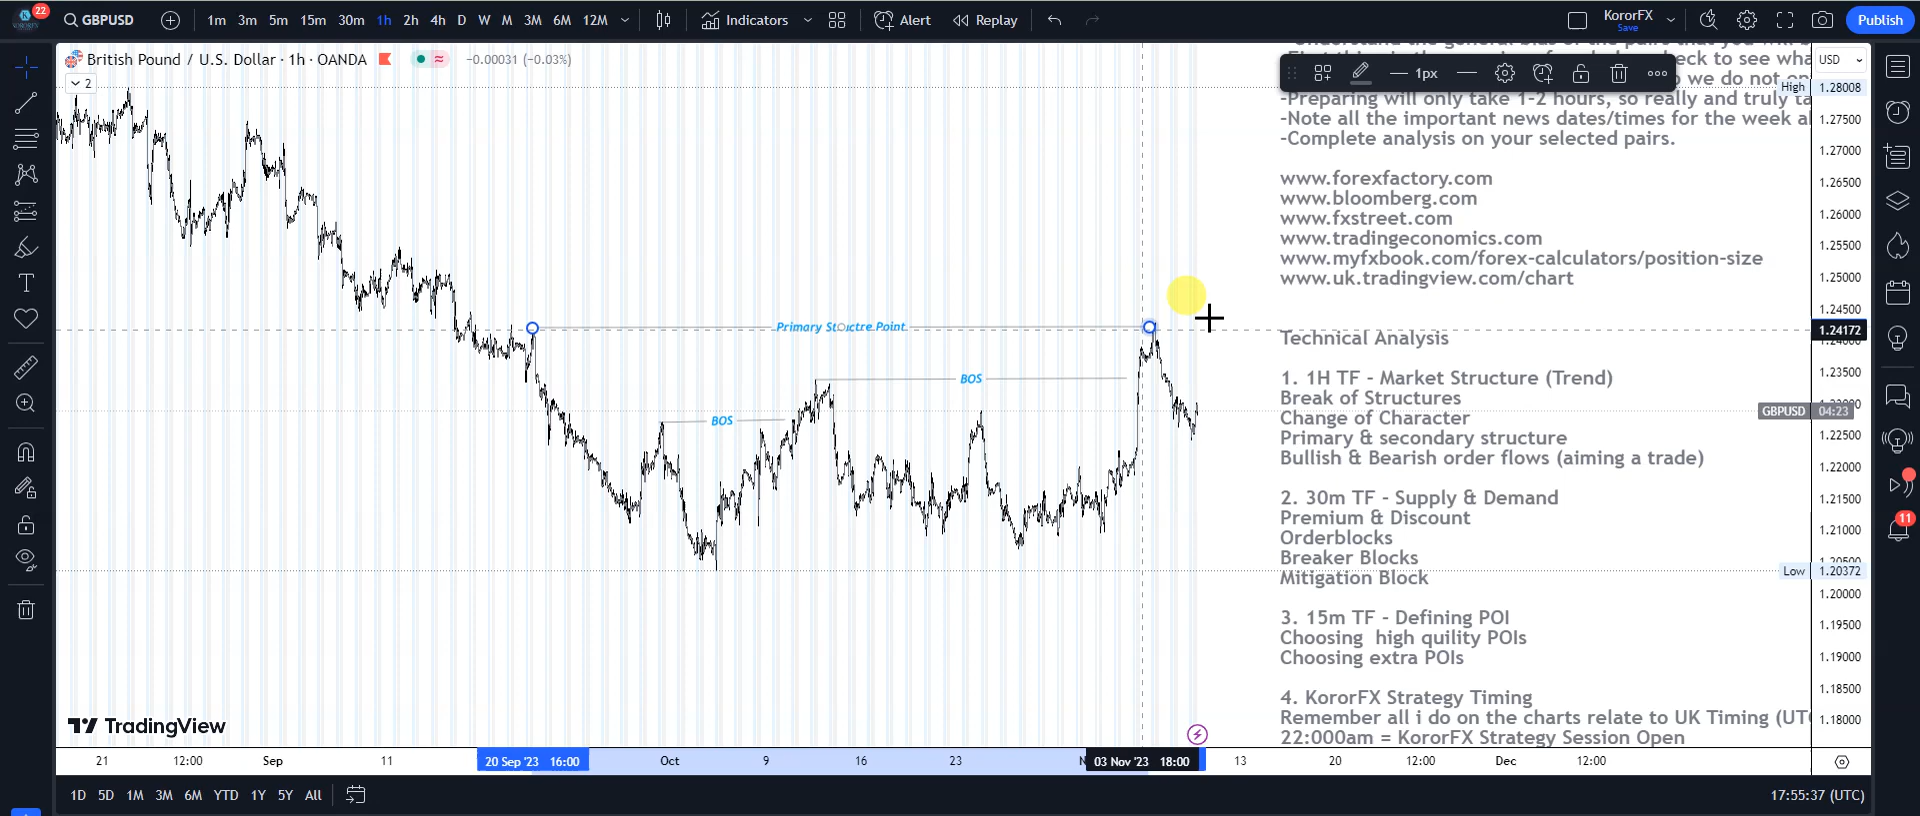 22
GBPUSD
1m 3m 5m 15m 30m 1h 2h 4h D W M 3M 6M 12M
Indicators
Alert
Replay
KororFX
Save
Publish
British Pound / U.S. Dollar · 1h · OANDA
−0.00031 (−0.03%)
2
USD
1px
we do not
-Preparing will only take 1-2 hours, so really and truly ta
-Note all the important news dates/times for the week a
-Complete analysis on your selected pairs.
www.forexfactory.com
www.bloomberg.com
www.fxstreet.com
www.tradingeconomics.com
www.myfxbook.com/forex-calculators/position-size
www.uk.tradingview.com/chart
Technical Analysis
1. 1H TF - Market Structure (Trend)
Break of Structures
Change of Character
Primary & secondary structure
Bullish & Bearish order flows (aiming a trade)
2. 30m TF - Supply & Demand
Premium & Discount
Orderblocks
Breaker Blocks
Mitigation Block
3. 15m TF - Defining POI
Choosing high quility POIs
Choosing extra POIs
4. KororFX Strategy Timing
Remember all i do on the charts relate to UK Timing (UT
22:000am = KororFX Strategy Session Open
Primary Structre Point
BOS
BOS
High 1.28008
1.27500
1.27000
1.26500
1.26000
1.25500
1.25000
1.24500
1.24172
1.23500
GBPUSD 04:23
1.22500
1.22000
1.21500
1.21000
Low 1.20372
1.20000
1.19500
1.19000
1.18500
1.18000
11
TradingView
21 12:00 Sep 11 20 Sep '23 16:00 Oct 9 16 23 N 03 Nov '23 18:00 13 20 12:00 Dec 12:00
1D 5D 1M 3M 6M YTD 1Y 5Y All
17:55:37 (UTC)